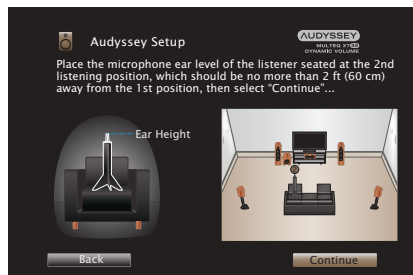 Audyssey Setup
AUDYSSEY
MULTEQ XT32
DYNAMIC VOLUME
Place the microphone ear level of the listener seated at the 2nd
listening position, which should be no more than 2 ft (60 cm)
away from the 1st position, then select “Continue”...
Ear Height
Back
Continue